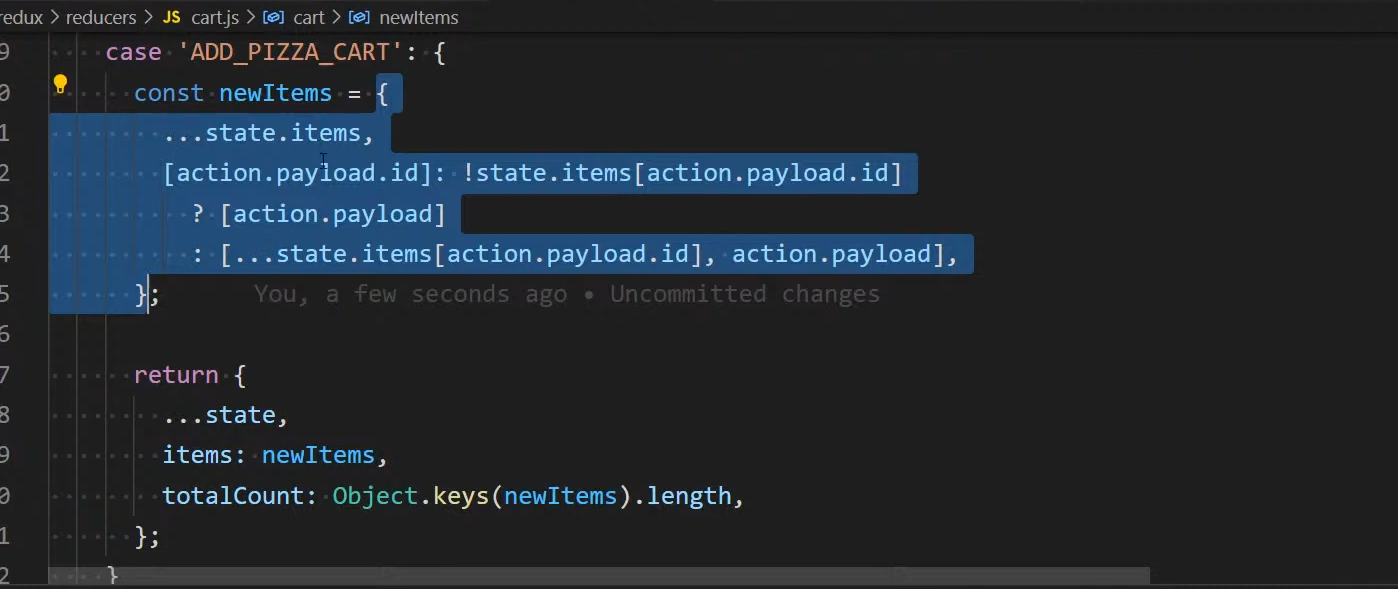 redux > reducers > JS cart.js > cart > newItems
9 case 'ADD_PIZZA_CART': {
0 const newItems = {
1 ...state.items,
2 [action.payload.id]: !state.items[action.payload.id]
3 ? [action.payload]
4 : [...state.items[action.payload.id], action.payload],
5 }; You, a few seconds ago • Uncommitted changes
6
7 return {
8 ...state,
9 items: newItems,
0 totalCount: Object.keys(newItems).length,
1 };
2 }